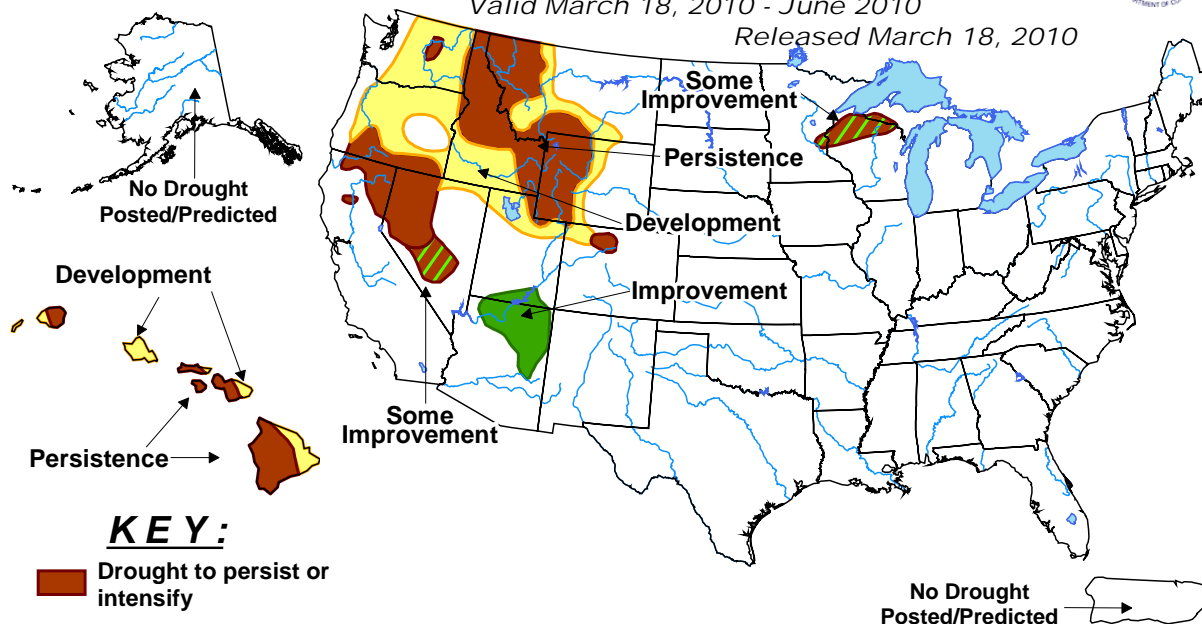 Valid March 18, 2010 - June 2010
Released March 18, 2010
Some
Improvement
No Drought
Posted/Predicted
Persistence
Development
Development
Improvement
Some
Improvement
Persistence
KEY:
Drought to persist or
intensify
No Drought
Posted/Predicted